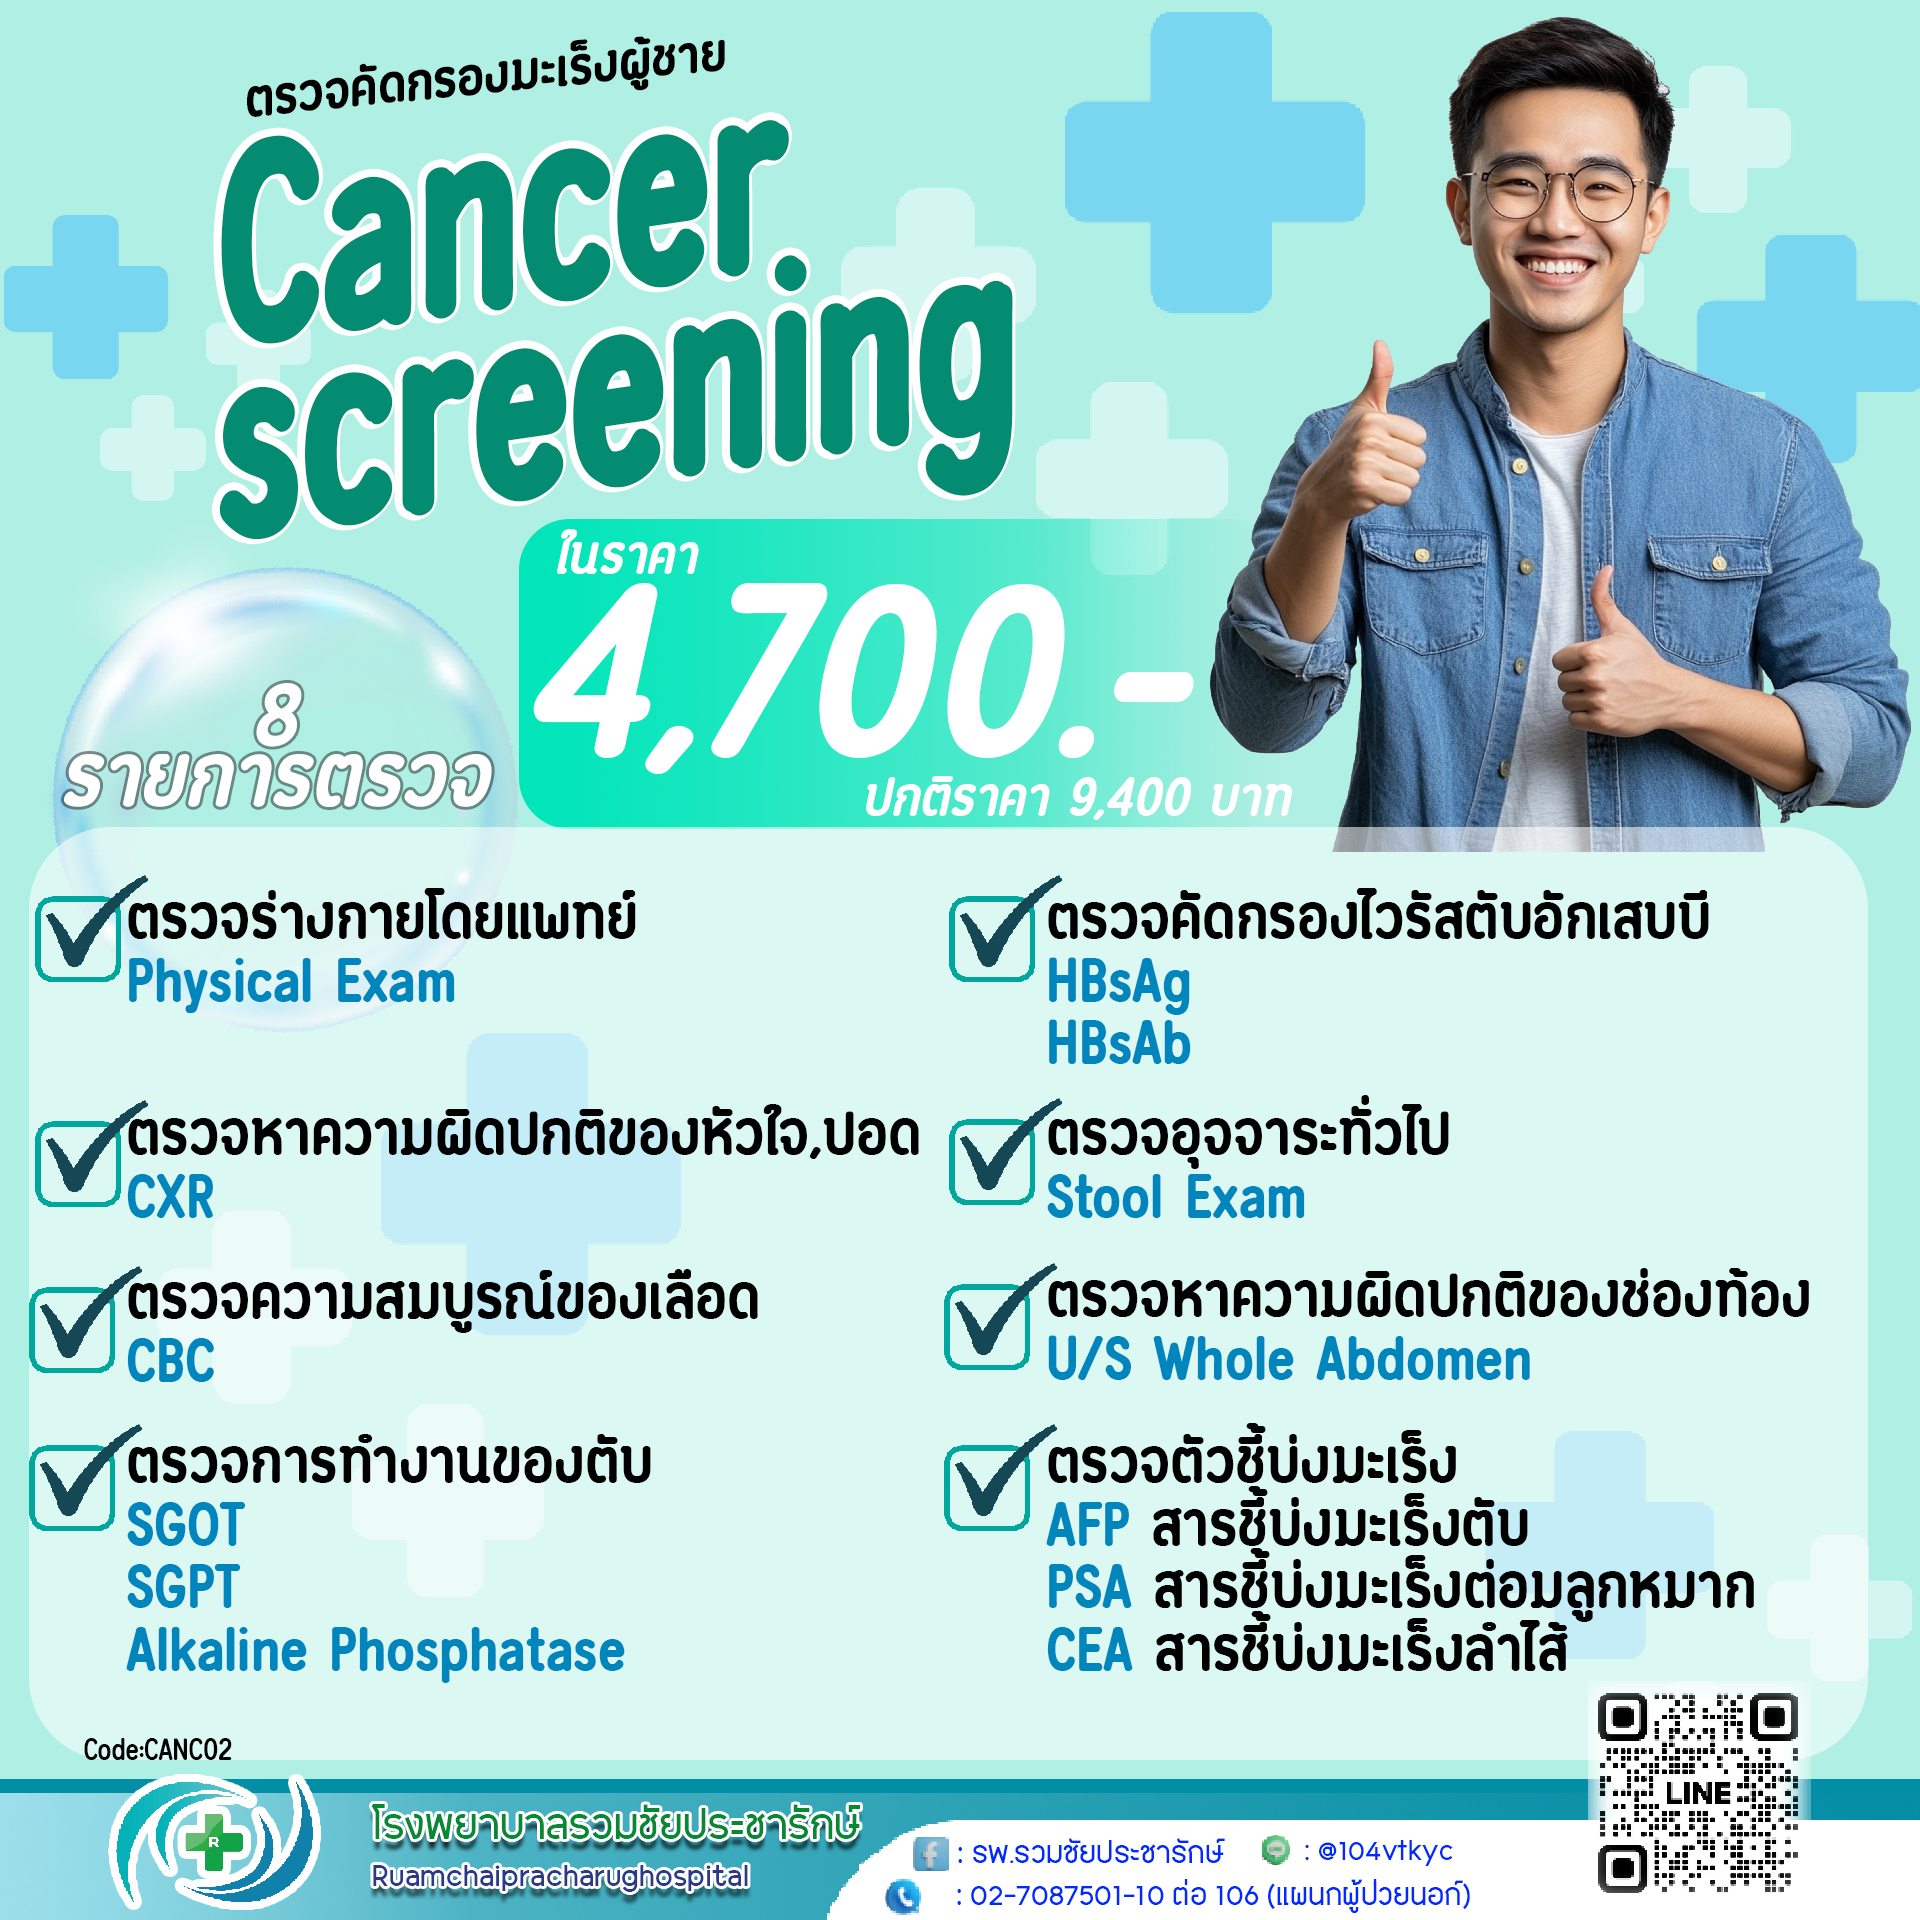 ตรวจคัดกรองมะเร็งผู้ชาย
Cancer
screening
ในราคา
4,700.-
ปกติราคา 9,400 บาท
8
รายการตรวจ
ตรวจร่างกายโดยแพทย์
Physical Exam
ตรวจหาความผิดปกติของหัวใจ,ปอด
CXR
ตรวจความสมบูรณ์ของเลือด
CBC
ตรวจการทำงานของตับ
SGOT
SGPT
Alkaline Phosphatase
ตรวจคัดกรองไวรัสตับอักเสบบี
HBsAg
HBsAb
ตรวจอุจจาระทั่วไป
Stool Exam
ตรวจหาความผิดปกติของช่องท้อง
U/S Whole Abdomen
ตรวจตัวชี้บ่งมะเร็ง
AFP สารชี้บ่งมะเร็งตับ
PSA สารชี้บ่งมะเร็งต่อมลูกหมาก
CEA สารชี้บ่งมะเร็งลำไส้
Code:CANC02
R
โรงพยาบาลรวมชัยประชารักษ์
Ruamchaipracharughospital
: รพ.รวมชัยประชารักษ์ : @104vtkyc
: 02-7087501-10 ต่อ 106 (แผนกผู้ป่วยนอก)
LINE